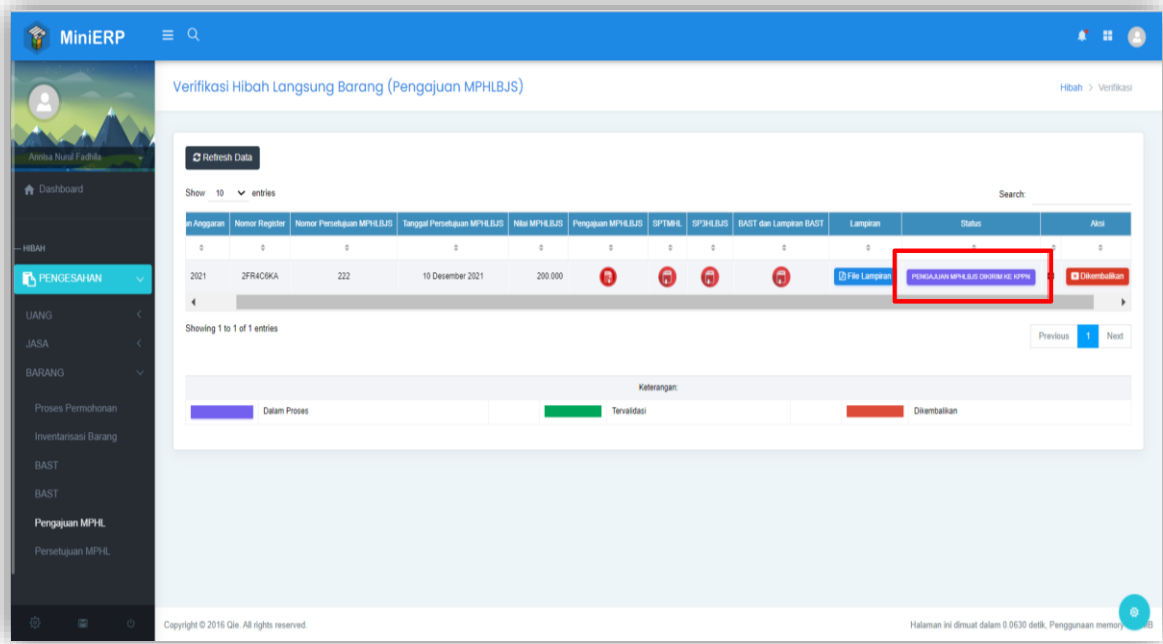 MiniERP
Verifikasi Hibah Langsung Barang (Pengajuan MPHLBJS)
Hibah > Verifikasi
Annisa Nurul Fadhila
Dashboard
-- HIBAH
PENGESAHAN
UANG
JASA
BARANG
Proses Permohonan
Inventarisasi Barang
BAST
BAST
Pengajuan MPHL
Persetujuan MPHL
Refresh Data
Show 10 entries
Search:
n Anggaran Nomor Register Nomor Persetujuan MPHLBJS Tanggal Persetujuan MPHLBJS Nilai MPHLBJS Pengajuan MPHLBJS SPTMHL SP3HLBJS BAST dan Lampiran BAST Lampiran Status Aksi
2021 2FR4C6KA 222 10 Desember 2021 200.000 File Lampiran PENGAJUAN MPHLBJS DIKIRIM KE KPPN Dikembalikan
Showing 1 to 1 of 1 entries
Previous 1 Next
Keterangan:
Dalam Proses Tervalidasi Dikembalikan
Copyright © 2016 Qie. All rights reserved.
Halaman ini dimuat dalam 0.0630 detik, Penggunaan memory